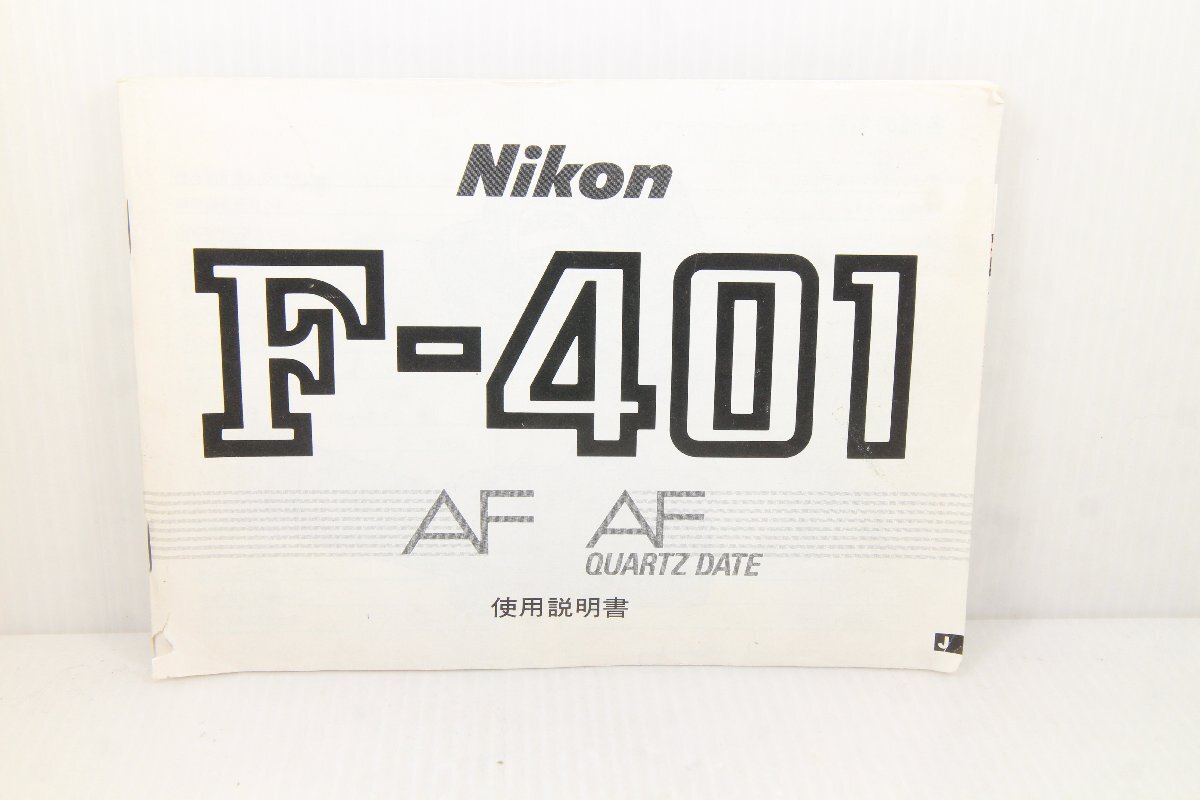 Nikon
F-401
AF AF
QUARTZ DATE
使用説明書
J